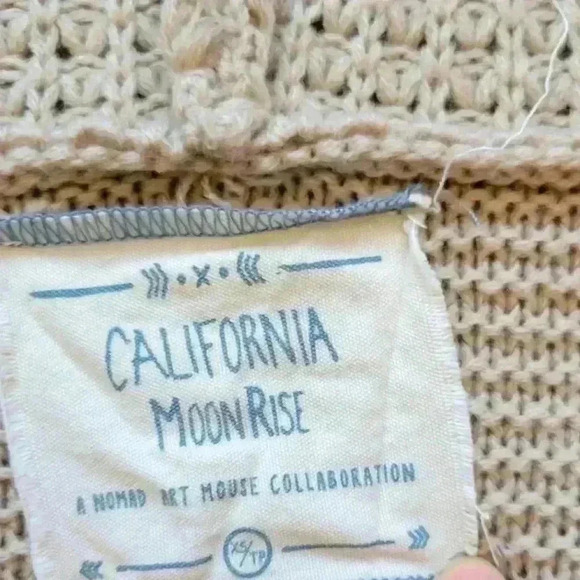 CALIFORNIA
MOONRISE
A NOMAD ART HOUSE COLLABORATION
XS/TP